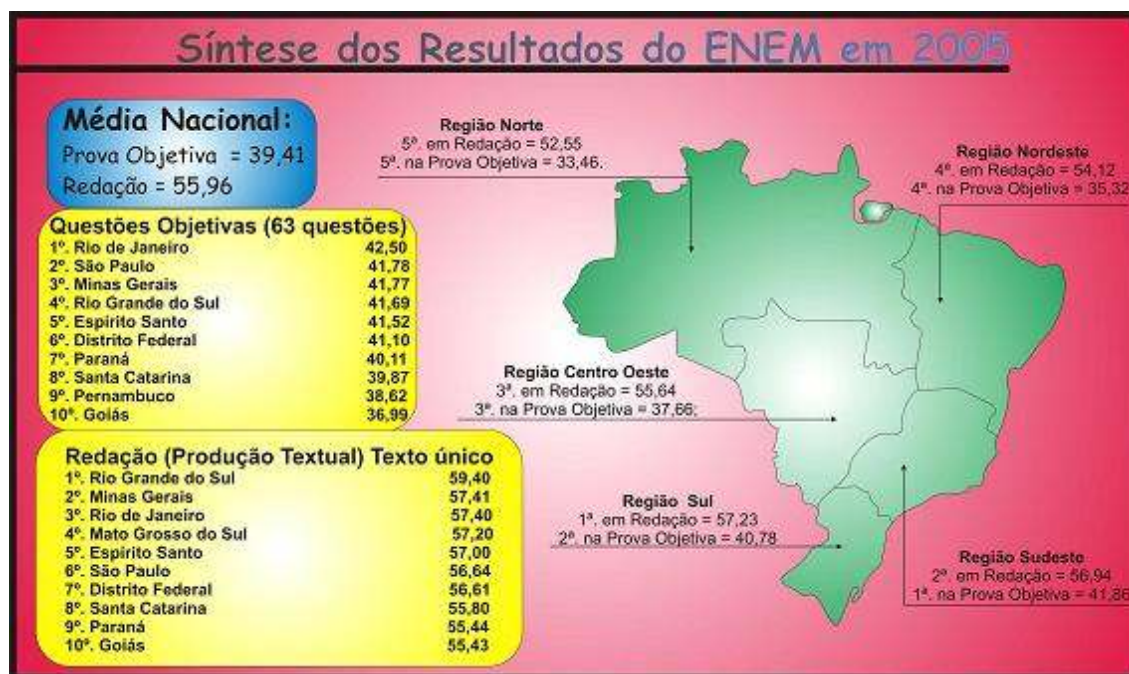 Síntese dos Resultados do ENEM em 2005
Média Nacional:
Prova Objetiva = 39,41
Redação = 55,96
Questões Objetivas (63 questões)
1º. Rio de Janeiro 42,50
2º. São Paulo 41,78
3º. Minas Gerais 41,77
4º. Rio Grande do Sul 41,69
5º. Espirito Santo 41,52
6º. Distrito Federal 41,10
7º. Paraná 40,11
8º. Santa Catarina 39,87
9º. Pernambuco 38,62
10º. Goiás 36,99
Redação (Produção Textual) Texto único
1º. Rio Grande do Sul 59,40
2º. Minas Gerais 57,41
3º. Rio de Janeiro 57,40
4º. Mato Grosso do Sul 57,20
5º. Espirito Santo 57,00
6º. São Paulo 56,64
7º. Distrito Federal 56,61
8º. Santa Catarina 55,80
9º. Paraná 55,44
10º. Goiás 55,43
Região Norte
5ª. em Redação = 52,55
5ª. na Prova Objetiva = 33,46.
Região Nordeste
4ª. em Redação = 54,12
4ª. na Prova Objetiva = 35,32
Região Centro Oeste
3ª. em Redação = 55,64
3ª. na Prova Objetiva = 37,66;
Região Sul
1ª. em Redação = 57,23
2ª. na Prova Objetiva = 40,78
Região Sudeste
2ª. em Redação = 56,94
1ª. na Prova Objetiva = 41,86